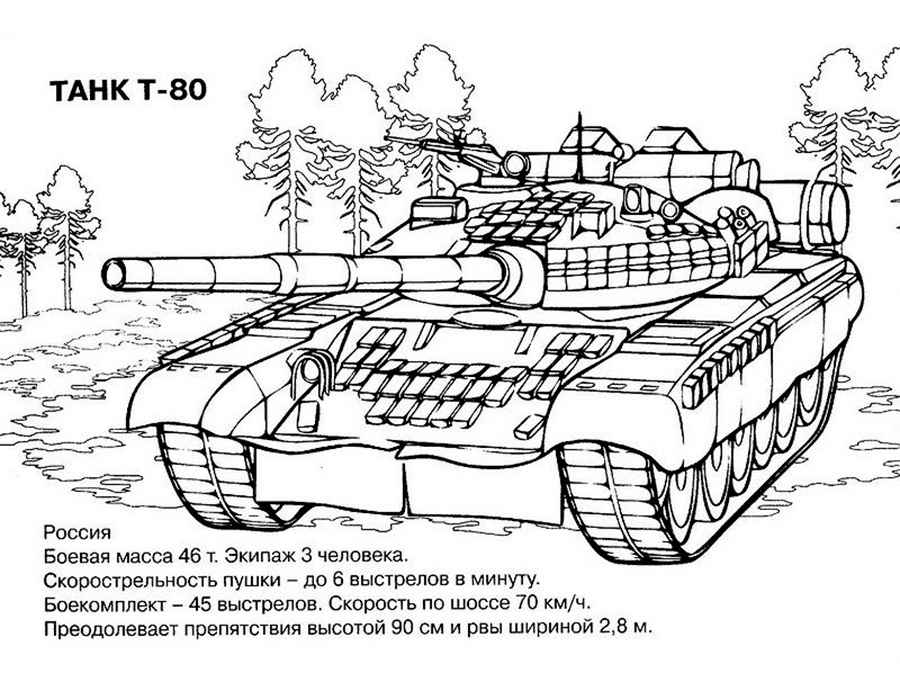 ТАНК Т-80
Россия
Боевая масса 46 т. Экипаж 3 человека.
Скорострельность пушки – до 6 выстрелов в минуту.
Боекомплект – 45 выстрелов. Скорость по шоссе 70 км/ч.
Преодолевает препятствия высотой 90 см и рвы шириной 2,8 м.